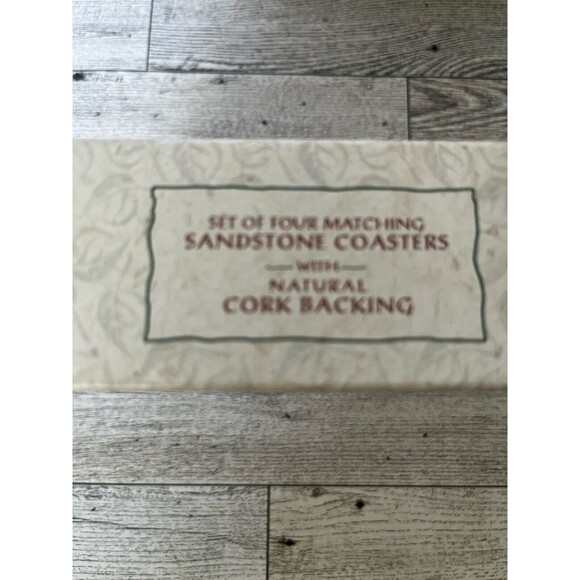 SET OF FOUR MATCHING
SANDSTONE COASTERS
WITH
NATURAL
CORK BACKING